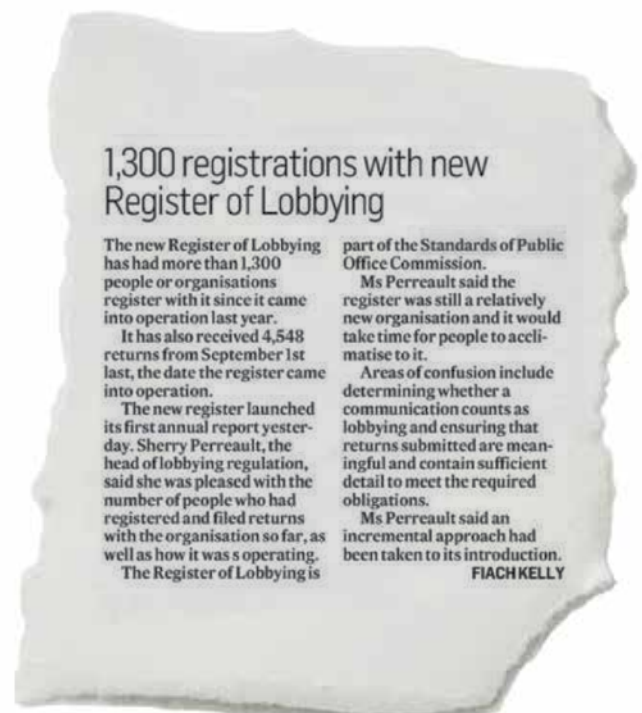 1,300 registrations with new
Register of Lobbying
The new Register of Lobbying
has had more than 1,300
people or organisations
register with it since it came
into operation last year.
It has also received 4,548
returns from September 1st
last, the date the register came
into operation.
The new register launched
its first annual report yester-
day. Sherry Perreault, the
head of lobbying regulation,
said she was pleased with the
number of people who had
registered and filed returns
with the organisation so far, as
well as how it was s operating.
The Register of Lobbying is
part of the Standards of Public
Office Commission.
Ms Perreault said the
register was still a relatively
new organisation and it would
take time for people to accli-
matise to it.
Areas of confusion include
determining whether a
communication counts as
lobbying and ensuring that
returns submitted are mean-
ingful and contain sufficient
detail to meet the required
obligations.
Ms Perreault said an
incremental approach had
been taken to its introduction.
FIACH KELLY